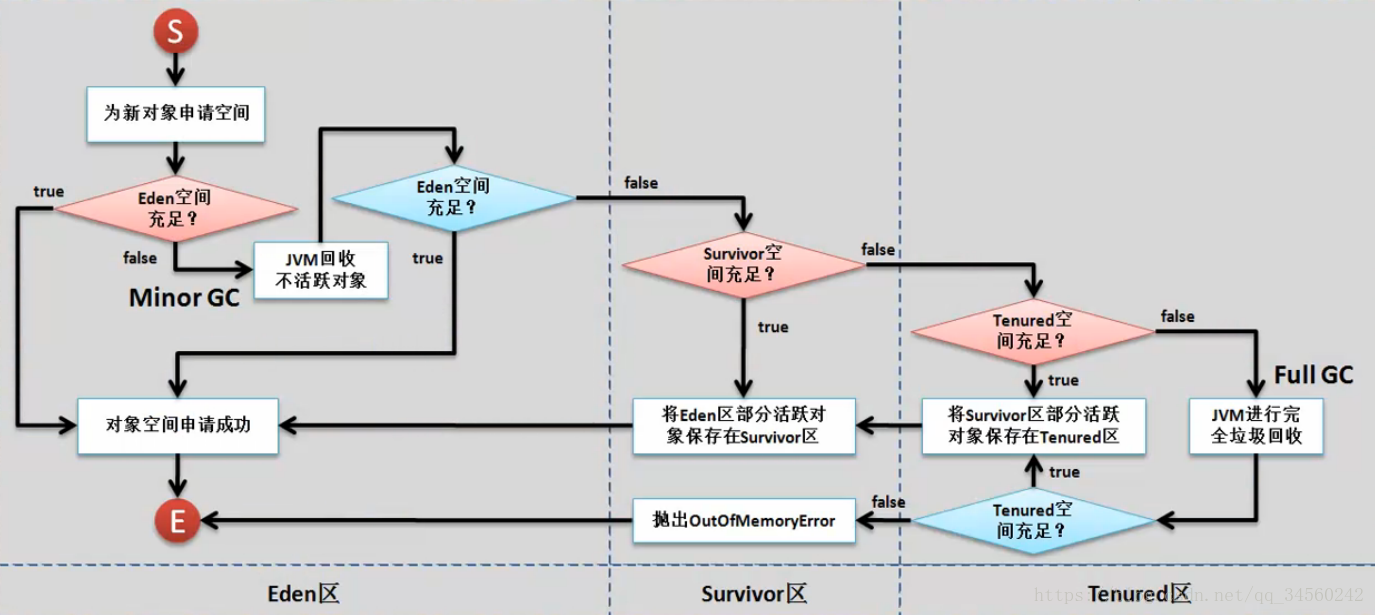 S
为新对象申请空间
true
Eden空间
充足？
false
Minor GC
JVM回收
不活跃对象
Eden空间
充足？
true
false
Survivor空
间充足？
true
false
Tenured空
间充足？
true
false
Full GC
JVM进行完
全垃圾回收
对象空间申请成功
将Eden区部分活跃对
象保存在Survivor区
将Survivor区部分活跃
对象保存在Tenured区
true
Tenured空
间充足？
false
抛出OutOfMemoryError
E
Eden区
Survivor区
Tenured区